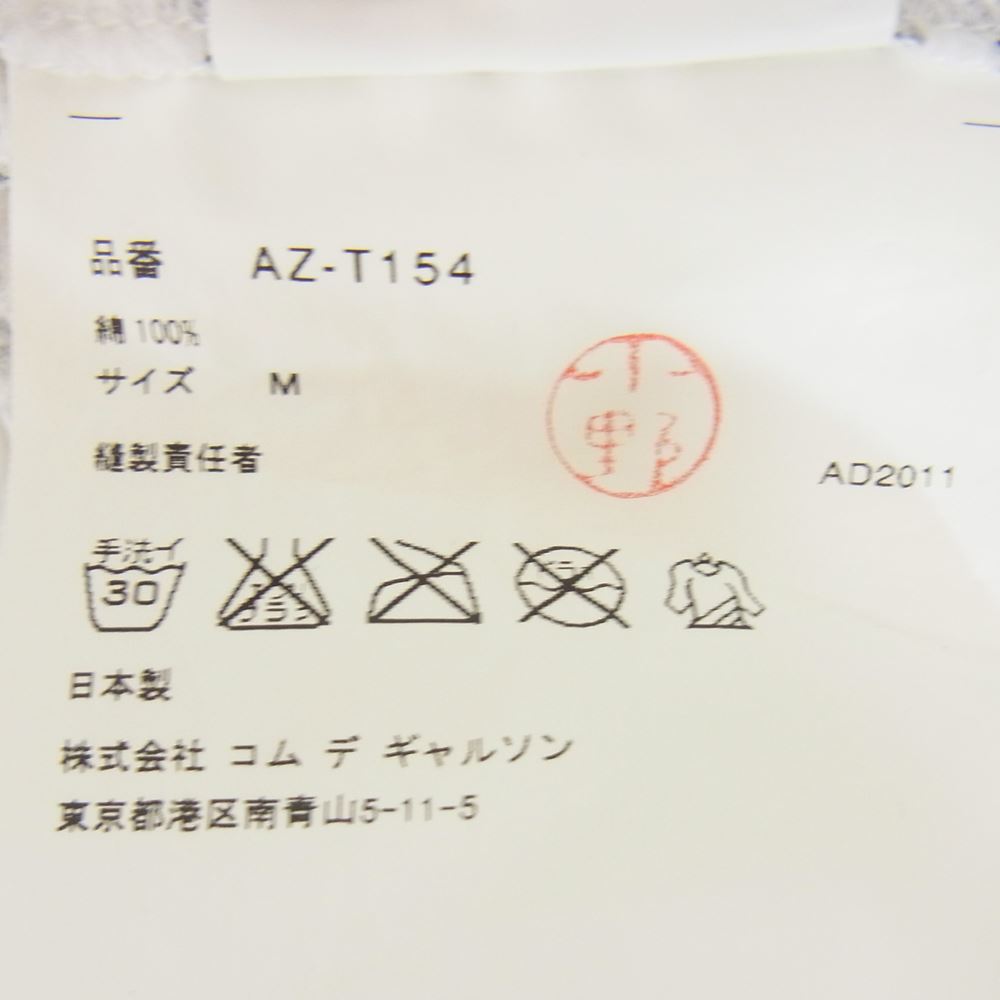 品番 AZ-T154
綿 100%
サイズ M
縫製責任者
AD2011
手洗イ
30
日本製
株式会社 コム デ ギャルソン
東京都港区南青山5-11-5